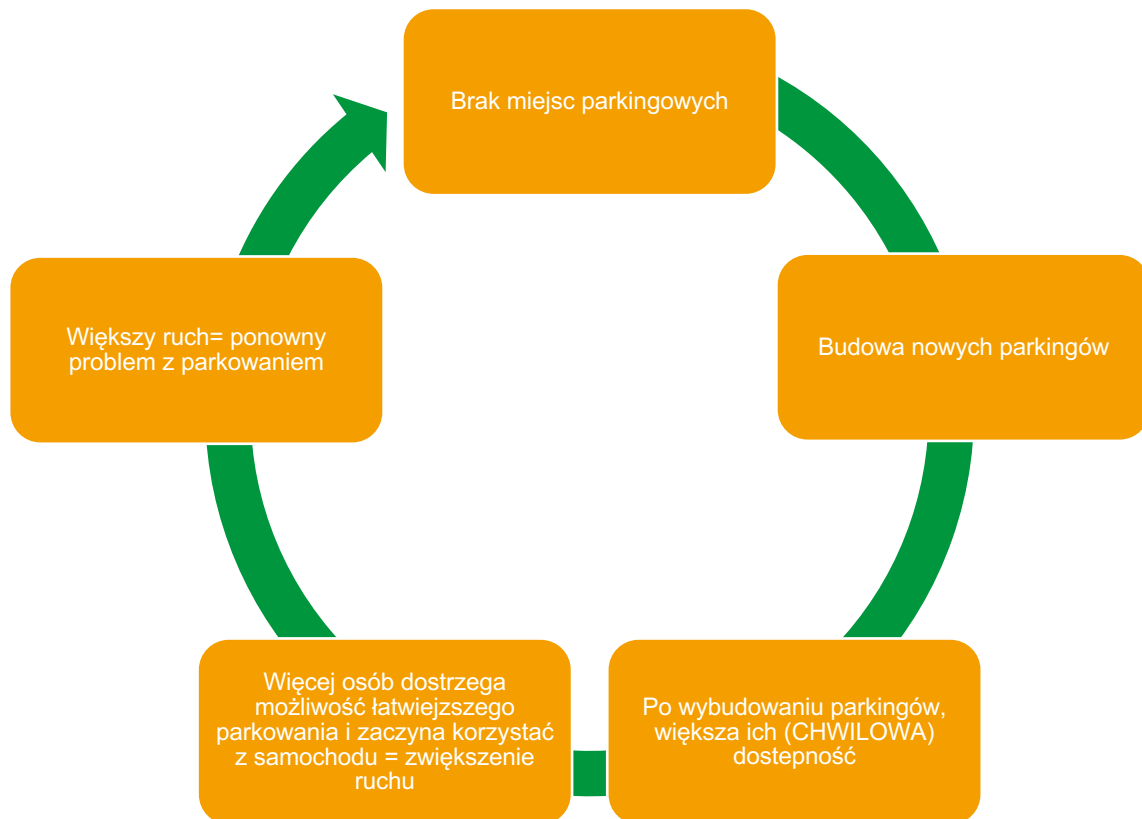 Brak miejsc parkingowych
Budowa nowych parkingów
Po wybudowaniu parkingów,
większa ich (CHWILOWA)
dostepność
Więcej osób dostrzega
możliwość łatwiejzszego
parkowania i zaczyna korzystać
z samochodu = zwiększenie
ruchu
Większy ruch= ponowny
problem z parkowaniem